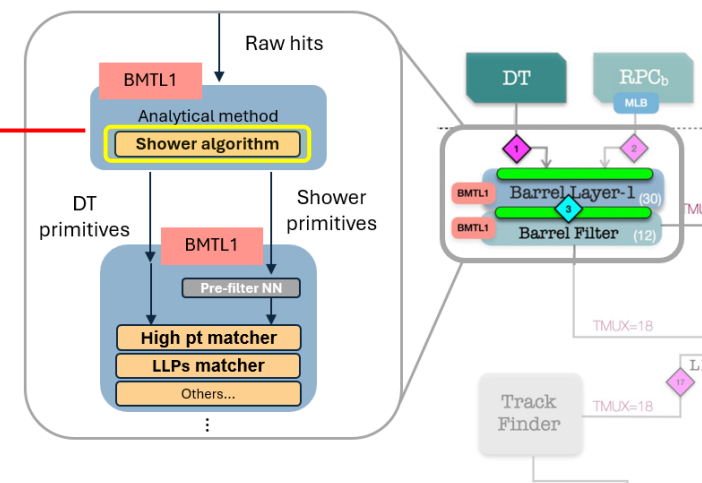 Raw hits
BMTL1
Analytical method
Shower algorithm
DT
primitives
Shower
primitives
BMTL1
Pre-filter NN
High pt matcher
LLPs matcher
Others...
⋮
DT
RPCb
MLB
1
2
BMTL1
Barrel Layer-1
(30)
3
BMTL1
Barrel Filter
(12)
TMUX=18
17
Track
Finder
TMUX=18